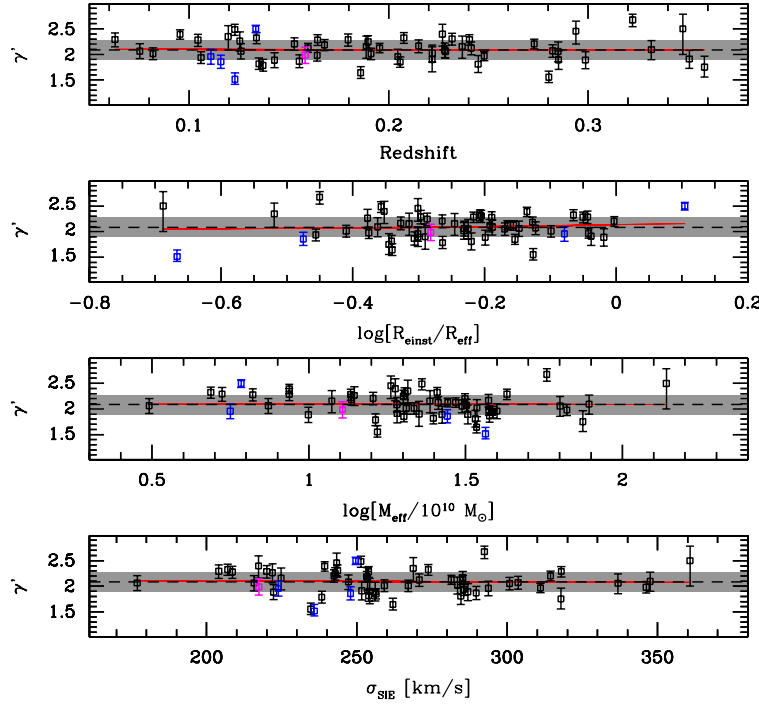 γ'
2.5
2
1.5
0.1 0.2 0.3
Redshift
γ'
2.5
2
1.5
−0.8 −0.6 −0.4 −0.2 0 0.2
log[R_einst/R_eff]
γ'
2.5
2
1.5
0.5 1 1.5 2
log[M_eff/10^10 M_⊙]
γ'
2.5
2
1.5
200 250 300 350
σ_SIE [km/s]